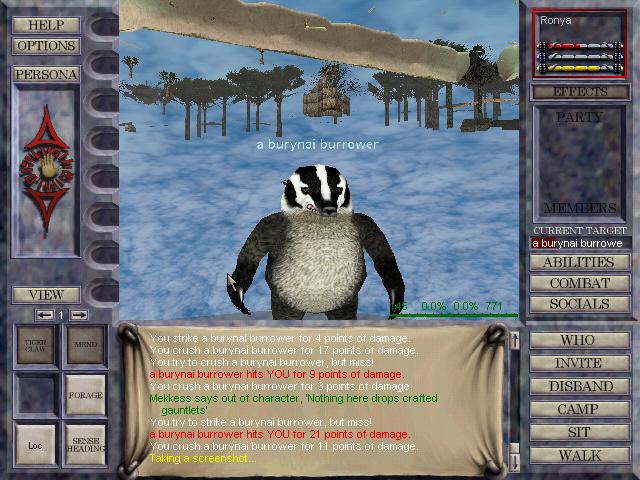 HELP
OPTIONS
PERSONA
VIEW
1
TIGER
CLAW
MEND
FORAGE
Loc
SENSE
HEADING
a burynai burrower
0.0% 0.0% 771
You strike a burynai burrower for 4 points of damage.
You crush a burynai burrower for 17 points of damage.
You try to crush a burynai burrower, but miss!
a burynai burrower hits YOU for 9 points of damage.
You crush a burynai burrower for 3 points of damage.
Mekkess says out of character, 'Nothing here drops crafted
gauntlets'
You try to strike a burynai burrower, but miss!
a burynai burrower hits YOU for 21 points of damage.
You crush a burynai burrower for 11 points of damage.
Taking a screenshot...
Ronya
EFFECTS
PARTY
MEMBERS
CURRENT TARGET
a burynai burrowe
ABILITIES
COMBAT
SOCIALS
WHO
INVITE
DISBAND
CAMP
SIT
WALK